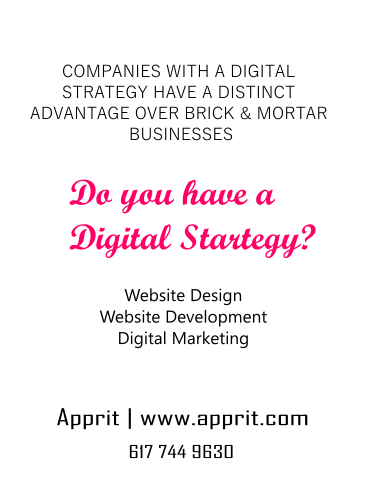 COMPANIES WITH A DIGITAL
STRATEGY HAVE A DISTINCT
ADVANTAGE OVER BRICK & MORTAR
BUSINESSES
Do you have a
Digital Startegy?
Website Design
Website Development
Digital Marketing
Apprit | www.apprit.com
617 744 9630